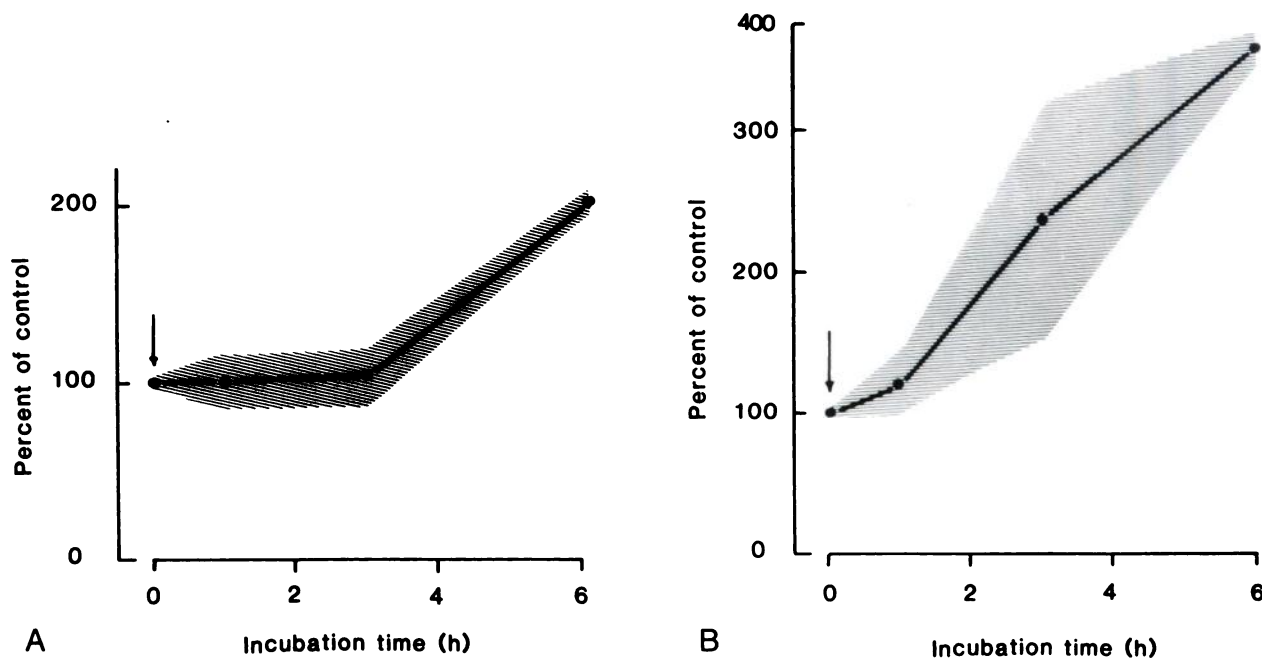 200
100
0
Percent of control
0 2 4 6
Incubation time (h)
A
400
300
200
100
0
Percent of control
0 2 4 6
Incubation time (h)
B